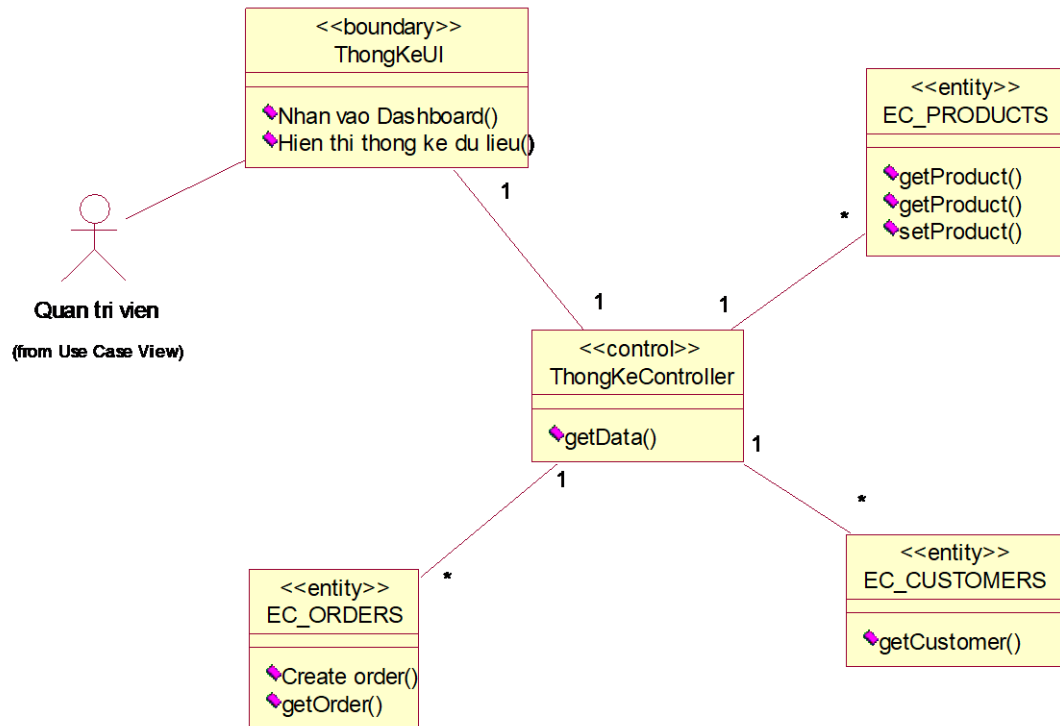 <<boundary>>
ThongKeUI
Nhan vao Dashboard()
Hien thi thong ke du lieu()
<<entity>>
EC_PRODUCTS
getProduct()
getProduct()
setProduct()
1
*
Quan tri vien
(from Use Case View)
1
1
<<control>>
ThongKeController
getData()
1
1
*
*
<<entity>>
EC_CUSTOMERS
getCustomer()
<<entity>>
EC_ORDERS
Create order()
getOrder()